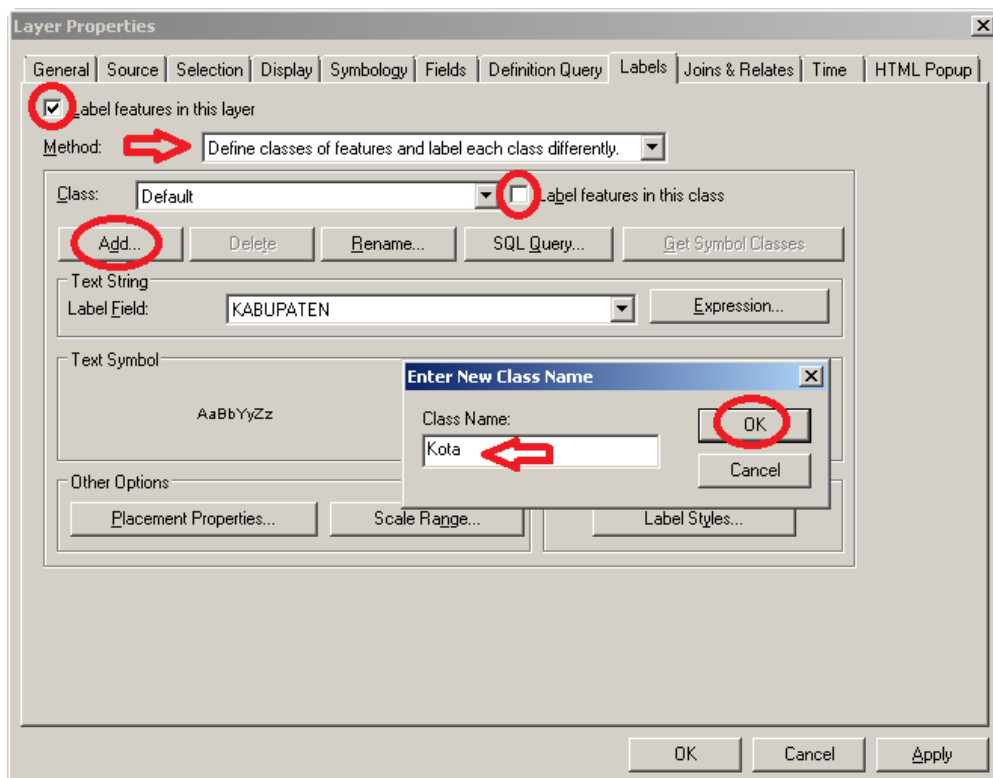 Layer Properties
General Source Selection Display Symbology Fields Definition Query Labels Joins & Relates Time HTML Popup
Label features in this layer
Method: Define classes of features and label each class differently.
Class: Default Label features in this class
Add... Delete Rename... SQL Query... Get Symbol Classes
Text String
Label Field: KABUPATEN Expression...
Text Symbol
AaBbYyZz
Enter New Class Name
Class Name:
Kota
OK
Cancel
Other Options
Placement Properties... Scale Range... Label Styles...
OK Cancel Apply